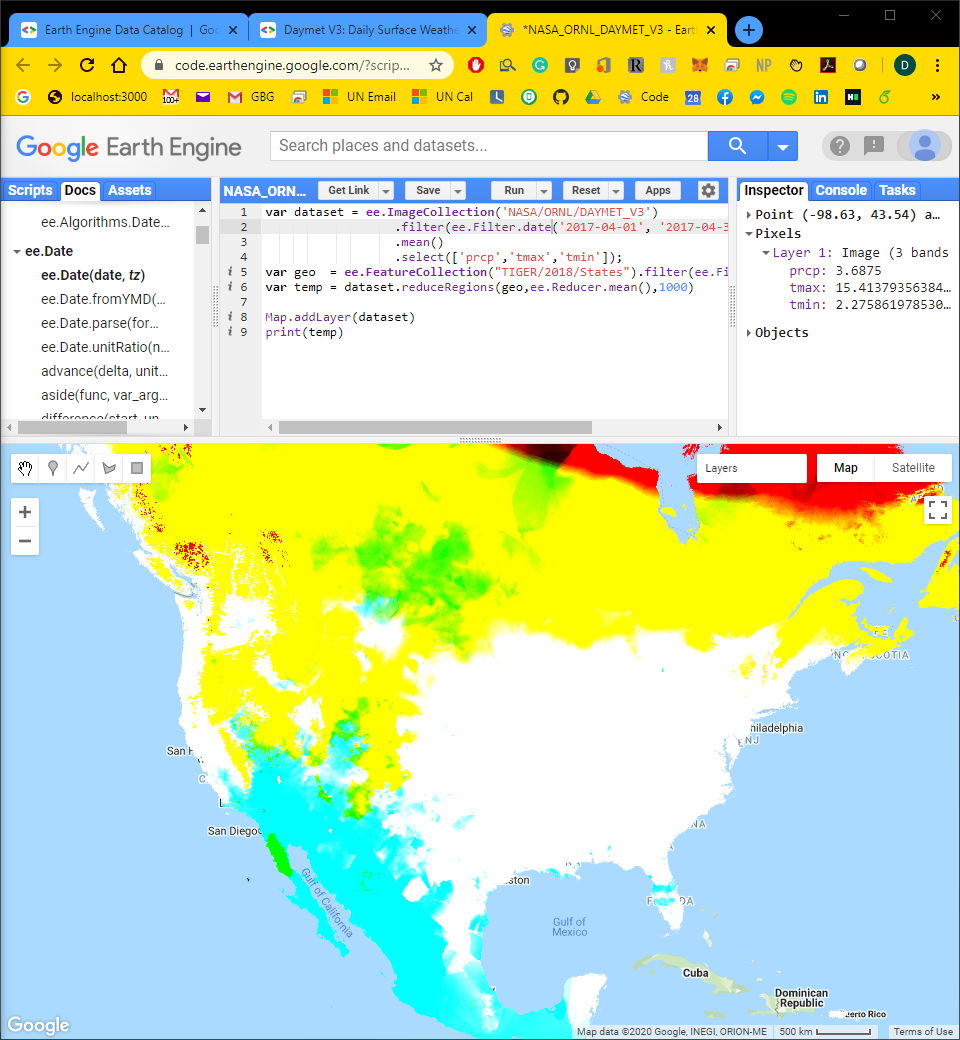 Earth Engine Data Catalog | Goo
Daymet V3: Daily Surface Weathe
*NASA_ORNL_DAYMET_V3 - Eart
code.earthengine.google.com/?scrip...
NP
D
localhost:3000
100+
GBG
UN Email
UN Cal
Code
28
Google Earth Engine
Search places and datasets...
Scripts Docs Assets
NASA_ORN...
Get Link
Save
Run
Reset
Apps
Inspector Console Tasks
ee.Algorithms.Date...
ee.Date
ee.Date(date, tz)
ee.Date.fromYMD(...
ee.Date.parse(for...
ee.Date.unitRatio(n...
advance(delta, unit...
aside(func, var_arg...
difference(start, un
1 var dataset = ee.ImageCollection('NASA/ORNL/DAYMET_V3')
2 .filter(ee.Filter.date('2017-04-01', '2017-04-3
3 .mean()
4 .select(['prcp','tmax','tmin']);
i 5 var geo = ee.FeatureCollection("TIGER/2018/States").filter(ee.Fi
i 6 var temp = dataset.reduceRegions(geo,ee.Reducer.mean(),1000)
7
i 8 Map.addLayer(dataset)
i 9 print(temp)
Point (-98.63, 43.54) a...
Pixels
Layer 1: Image (3 bands
prcp: 3.6875
tmax: 15.41379356384...
tmin: 2.275861978530...
Objects
Layers
Map
Satellite
NOVA SCOTIA
Philadelphia
NJ
San F
San Diego
NA
Gulf of California
ston
FLORIDA
Gulf of
Mexico
Cuba
Dominican
Republic
Puerto Rico
Google
Map data ©2020 Google, INEGI, ORION-ME
500 km
Terms of Use